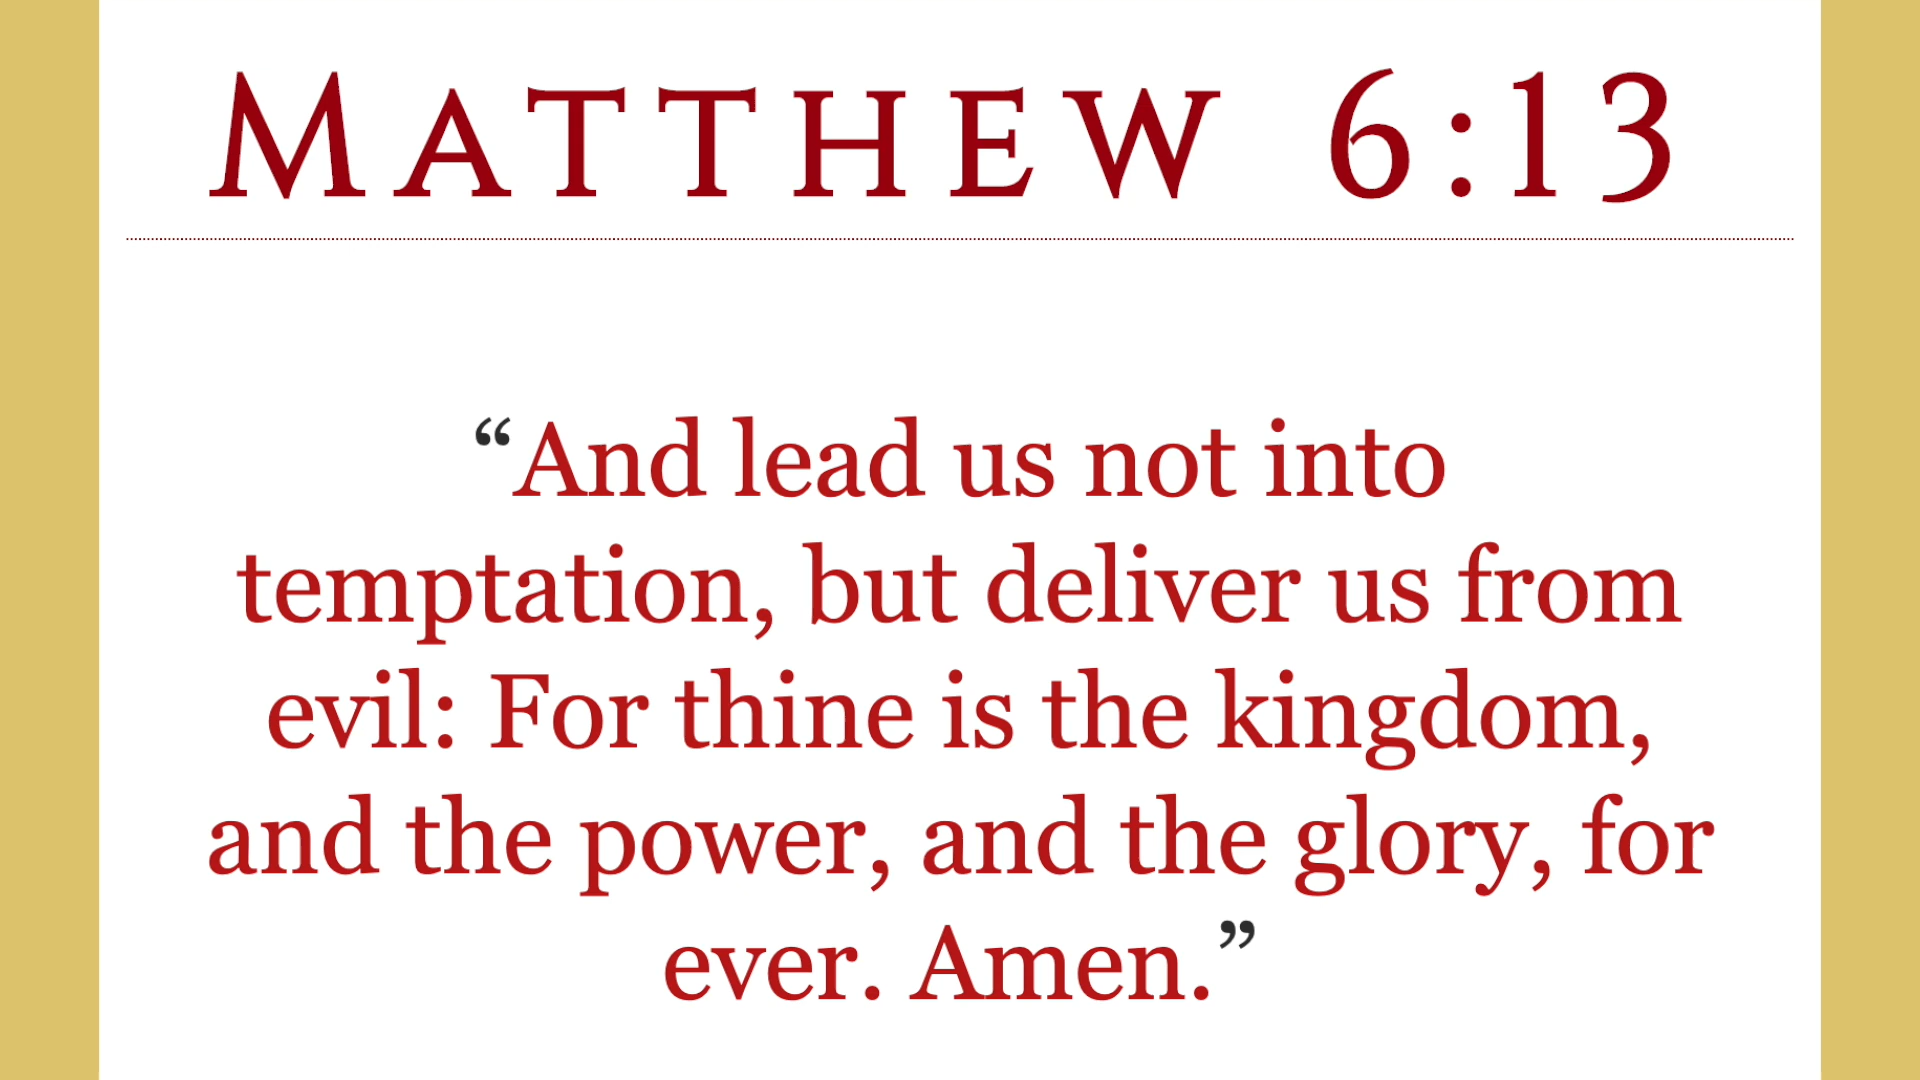 Matthew 6:13
“And lead us not into
temptation, but deliver us from
evil: For thine is the kingdom,
and the power, and the glory, for
ever. Amen.”